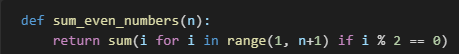 def sum_even_numbers(n):
    return sum(i for i in range(1, n+1) if i % 2 == 0)